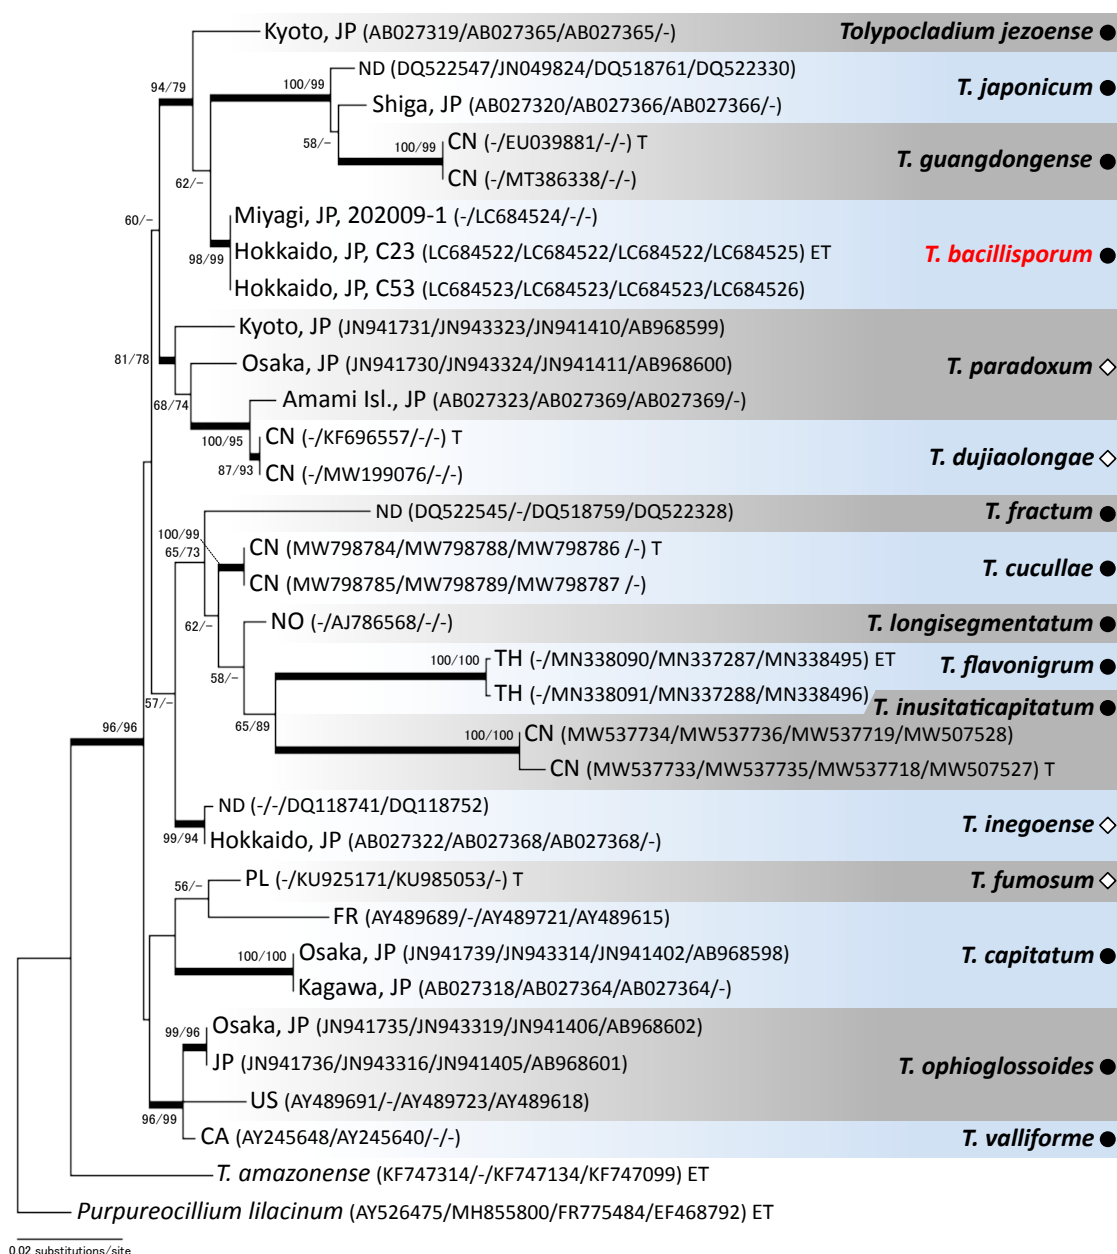 Kyoto, JP (AB027319/AB027365/AB027365/-) Tolypocladium jezoense
94/79
100/99
ND (DQ522547/JN049824/DQ518761/DQ522330)
T. japonicum
Shiga, JP (AB027320/AB027366/AB027366/-)
58/-
100/99
CN (-/EU039881/-/-) T
T. guangdongense
CN (-/MT386338/-/-)
62/-
60/-
Miyagi, JP, 202009-1 (-/LC684524/-/-)
Hokkaido, JP, C23 (LC684522/LC684522/LC684522/LC684525) ET
T. bacillisporum
98/99
Hokkaido, JP, C53 (LC684523/LC684523/LC684523/LC684526)
Kyoto, JP (JN941731/JN943323/JN941410/AB968599)
81/78
Osaka, JP (JN941730/JN943324/JN941411/AB968600)
T. paradoxum
68/74
Amami Isl., JP (AB027323/AB027369/AB027369/-)
100/95
CN (-/KF696557/-/-) T
T. dujiaolongae
87/93
CN (-/MW199076/-/-)
ND (DQ522545/-/DQ518759/DQ522328) T. fractum
100/99
65/73
CN (MW798784/MW798788/MW798786 /-) T
T. cucullae
CN (MW798785/MW798789/MW798787 /-)
62/-
NO (-/AJ786568/-/-) T. longisegmentatum
58/-
100/100
TH (-/MN338090/MN337287/MN338495) ET
T. flavonigrum
TH (-/MN338091/MN337288/MN338496)
T. inusitaticapitatum
57/-
65/89
96/96
100/100
CN (MW537734/MW537736/MW537719/MW507528)
CN (MW537733/MW537735/MW537718/MW507527) T
ND (-/-/DQ118741/DQ118752)
T. inegoense
99/94
Hokkaido, JP (AB027322/AB027368/AB027368/-)
56/-
PL (-/KU925171/KU985053/-) T T. fumosum
FR (AY489689/-/AY489721/AY489615)
100/100
Osaka, JP (JN941739/JN943314/JN941402/AB968598)
T. capitatum
Kagawa, JP (AB027318/AB027364/AB027364/-)
Osaka, JP (JN941735/JN943319/JN941406/AB968602)
99/96
JP (JN941736/JN943316/JN941405/AB968601)
T. ophioglossoides
US (AY489691/-/AY489723/AY489618)
96/99
CA (AY245648/AY245640/-/-) T. valliforme
T. amazonense (KF747314/-/KF747134/KF747099) ET
Purpureocillium lilacinum (AY526475/MH855800/FR775484/EF468792) ET
0.02 substitutions/site